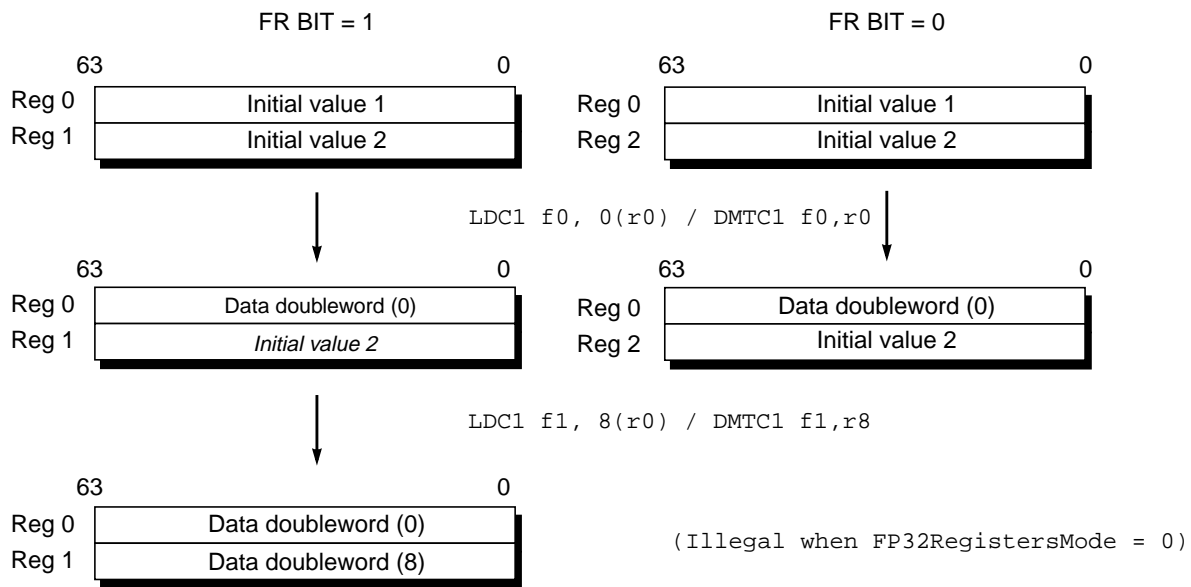 FR BIT = 1
FR BIT = 0
63 0
63 0
Reg 0 Initial value 1
Reg 1 Initial value 2
Reg 0 Initial value 1
Reg 2 Initial value 2
LDC1 f0, 0(r0) / DMTC1 f0,r0
63 0
63 0
Reg 0 Data doubleword (0)
Reg 1 Initial value 2
Reg 0 Data doubleword (0)
Reg 2 Initial value 2
LDC1 f1, 8(r0) / DMTC1 f1,r8
63 0
Reg 0 Data doubleword (0)
Reg 1 Data doubleword (8)
(Illegal when FP32RegistersMode = 0)